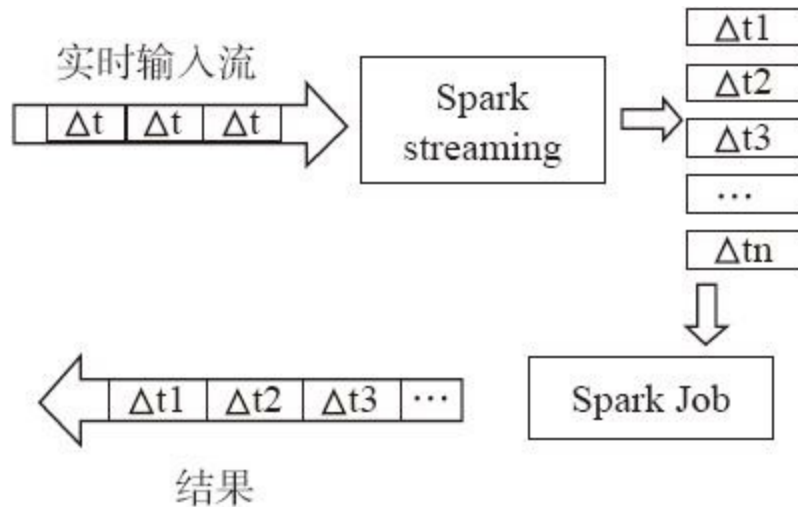 实时输入流
Δt Δt Δt
Spark
streaming
Δt1
Δt2
Δt3
…
Δtn
Spark Job
Δt1 Δt2 Δt3 …
结果